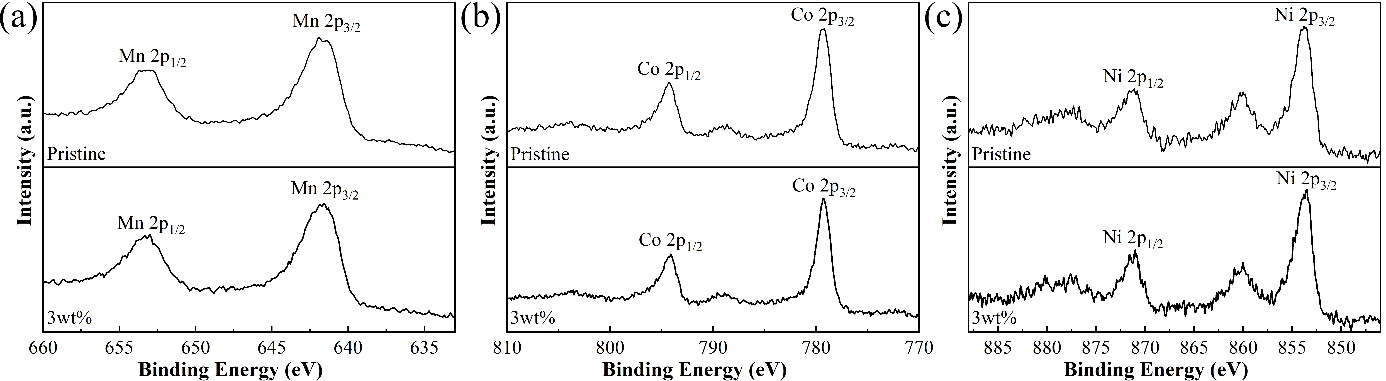 (a)
Intensity (a.u.)
Mn 2p1/2
Mn 2p3/2
Pristine
Mn 2p1/2
Mn 2p3/2
3wt%
660 655 650 645 640 635
Binding Energy (eV)
(b)
Intensity (a.u.)
Co 2p1/2
Co 2p3/2
Pristine
Co 2p1/2
Co 2p3/2
3wt%
810 800 790 780 770
Binding Energy (eV)
(c)
Intensity (a.u.)
Ni 2p1/2
Ni 2p3/2
Pristine
Ni 2p1/2
Ni 2p3/2
3wt%
885 880 875 870 865 860 855 850
Binding Energy (eV)